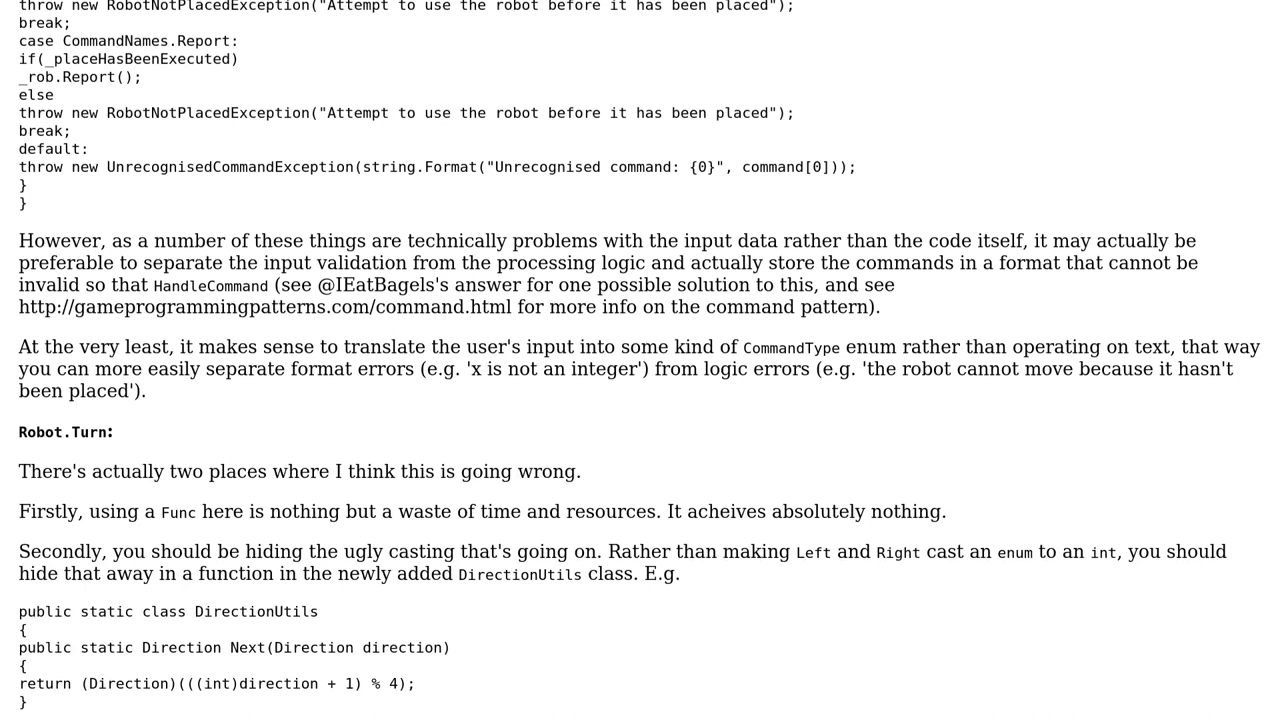 throw new RobotNotPlacedException("Attempt to use the robot before it has been placed");
break;
case CommandNames.Report:
if(_placeHasBeenExecuted)
_rob.Report();
else
throw new RobotNotPlacedException("Attempt to use the robot before it has been placed");
break;
default:
throw new UnrecognisedCommandException(string.Format("Unrecognised command: {0}", command[0]));
}
}
However, as a number of these things are technically problems with the input data rather than the code itself, it may actually be
preferable to separate the input validation from the processing logic and actually store the commands in a format that cannot be
invalid so that HandleCommand (see @IEatBagels's answer for one possible solution to this, and see
http://gameprogrammingpatterns.com/command.html for more info on the command pattern).
At the very least, it makes sense to translate the user's input into some kind of CommandType enum rather than operating on text, that way
you can more easily separate format errors (e.g. 'x is not an integer') from logic errors (e.g. 'the robot cannot move because it hasn't
been placed').
Robot.Turn:
There's actually two places where I think this is going wrong.
Firstly, using a Func here is nothing but a waste of time and resources. It acheives absolutely nothing.
Secondly, you should be hiding the ugly casting that's going on. Rather than making Left and Right cast an enum to an int, you should
hide that away in a function in the newly added DirectionUtils class. E.g.
public static class DirectionUtils
{
public static Direction Next(Direction direction)
{
return (Direction)(((int)direction + 1) % 4);
}